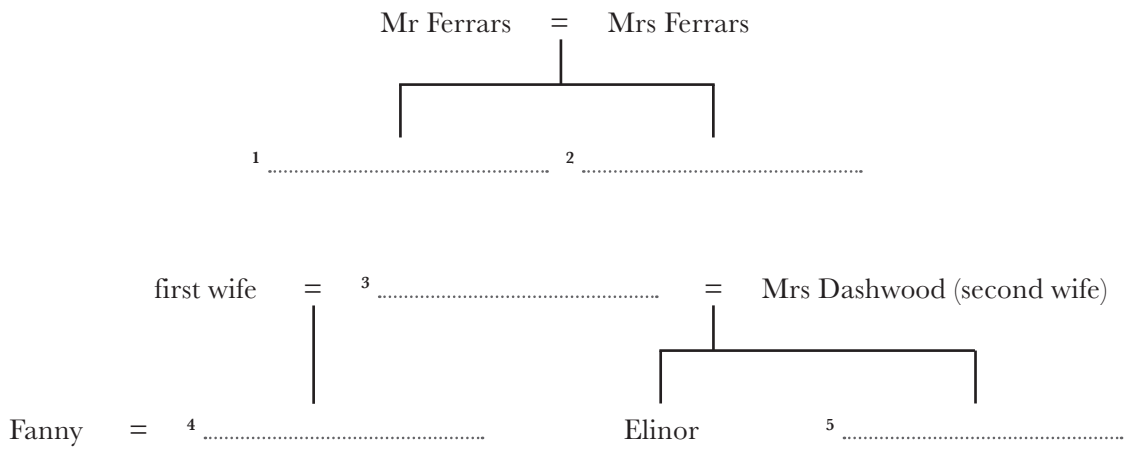 Mr Ferrars = Mrs Ferrars
1 2
first wife = 3 = Mrs Dashwood (second wife)
Fanny = 4 Elinor 5